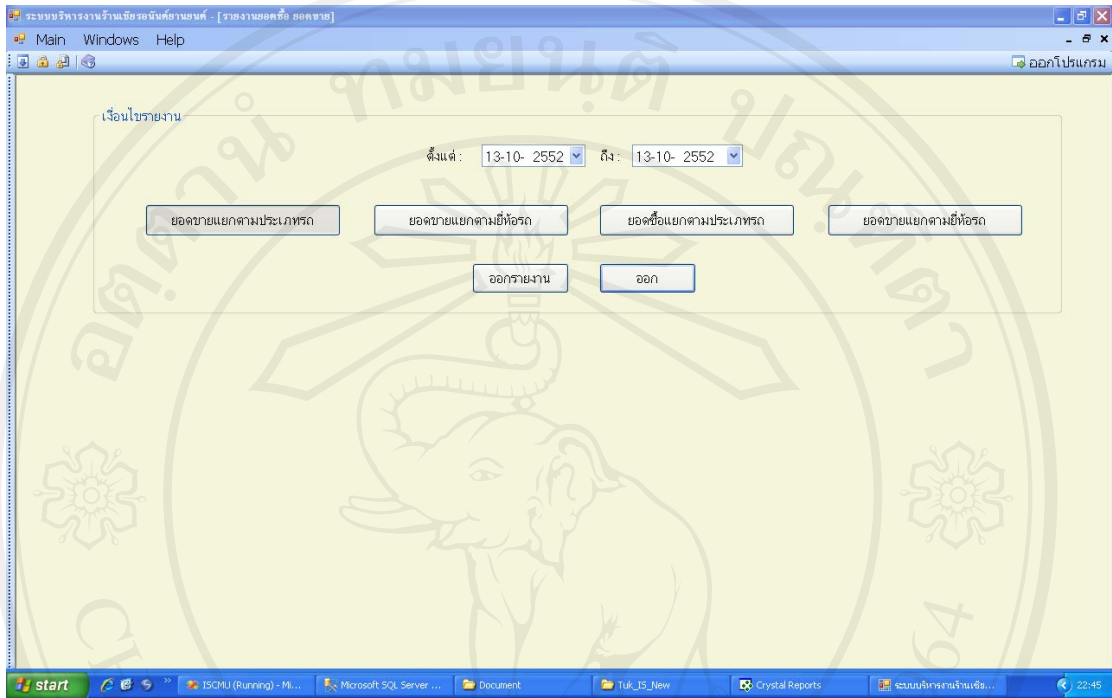 ระบบบริหารงานร้านเชียรอนันต์ยานยนต์ - [รายงานยอดซื้อ ยอดขาย]
Main Windows Help
ออกโปรแกรม
เงื่อนไขรายงาน
ตั้งแต่ : 13-10- 2552 ถึง : 13-10- 2552
ยอดขายแยกตามประเภทรถ ยอดขายแยกตามยี่ห้อรถ ยอดซื้อแยกตามประเภทรถ ยอดขายแยกตามยี่ห้อรถ
ออกรายงาน ออก
start ISCMU (Running) - Mi... Microsoft SQL Server ... Document Tuk_IS_New Crystal Reports ระบบบริหารงานร้านเชีย... 22:45